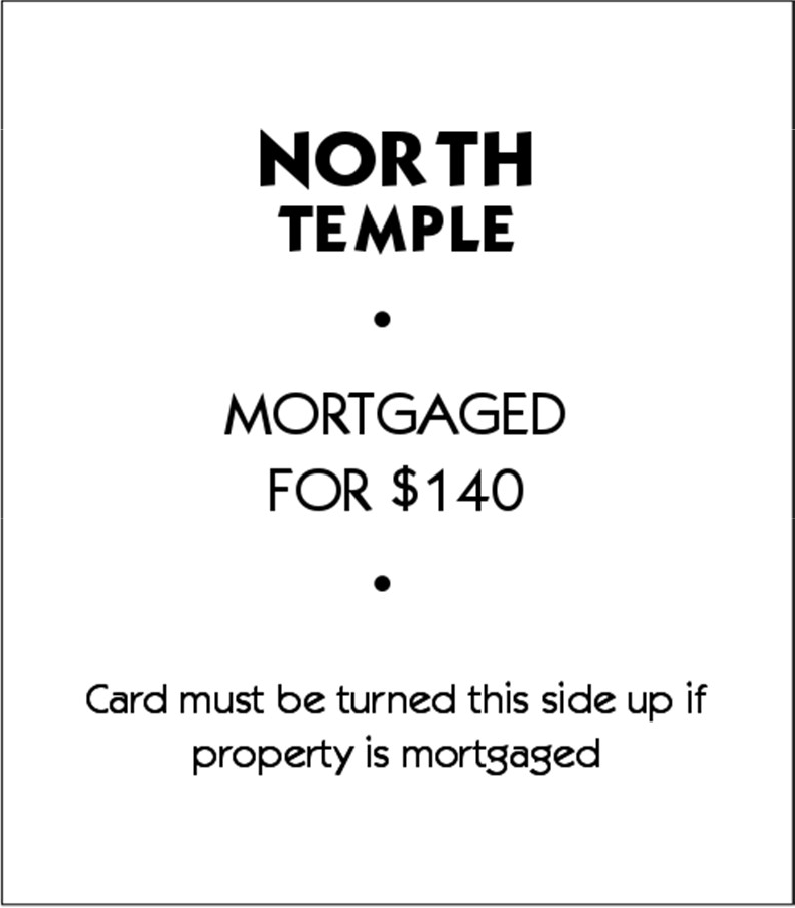 NORTH
TEMPLE
•
MORTGAGED
FOR $140
•
Card must be turned this side up if
property is mortgaged